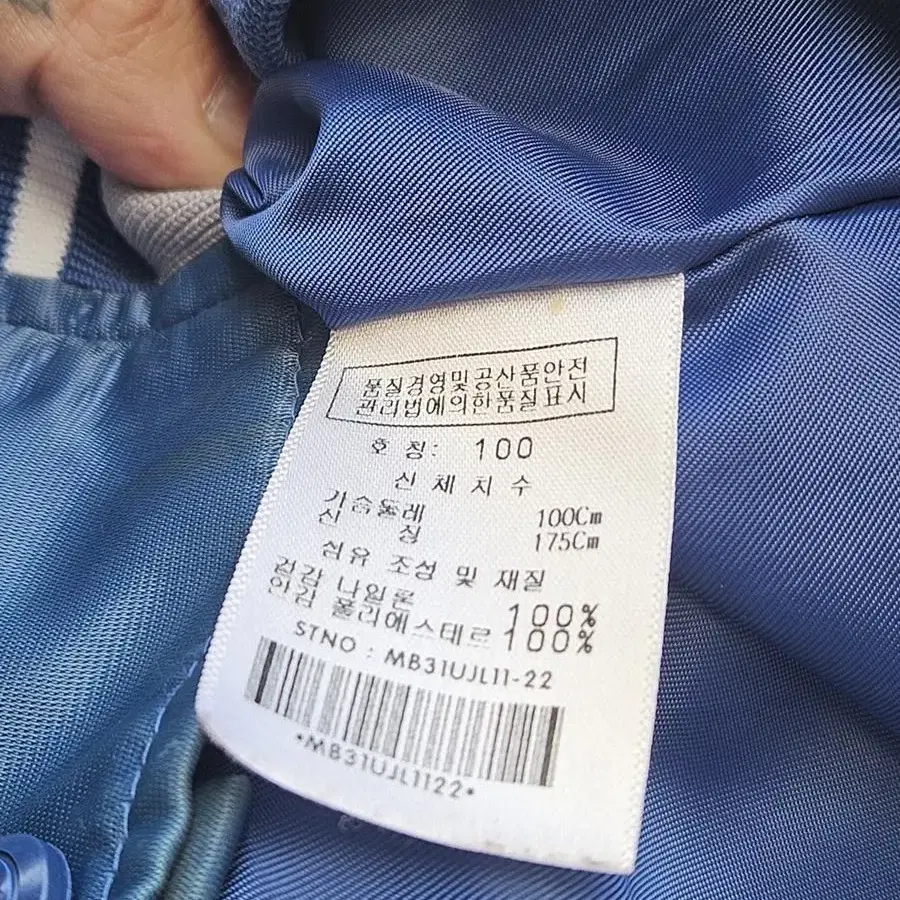 품질경영및공산품안전
관리법에의한품질표시
호 칭: 100
신 체 치 수
가슴둘레 100Cm
신 장 175Cm
섬유 조성 및 재질
겉감 나일론 100%
안감 폴리에스테르 100%
STNO : MB31UJL11-22
*MB31UJL1122*